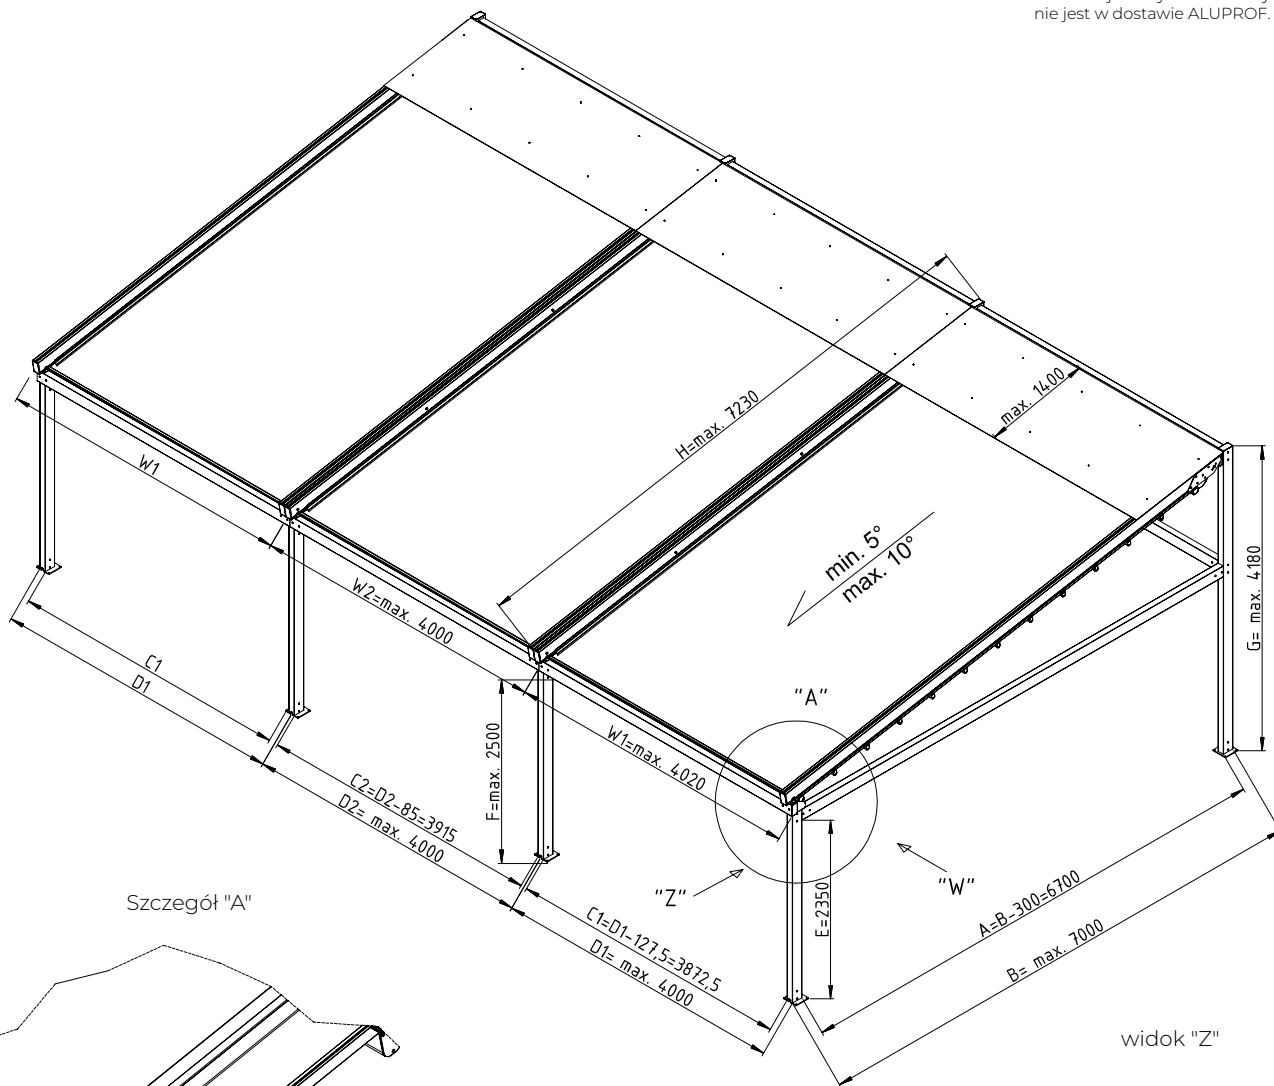 nie jest w dostawie ALUPROF.
H=max. 7230
max. 1400
min. 5°
max. 10°
G= max. 4180
W1
W2=max. 4000
W1=max. 4020
"A"
F=max. 2500
C1
D1
C2=D2-85=3915
D2= max. 4000
C1=D1-127,5=3872,5
D1= max. 4000
E=2350
"Z"
"W"
A=B-300=6700
B= max. 7000
Szczegół "A"
widok "Z"